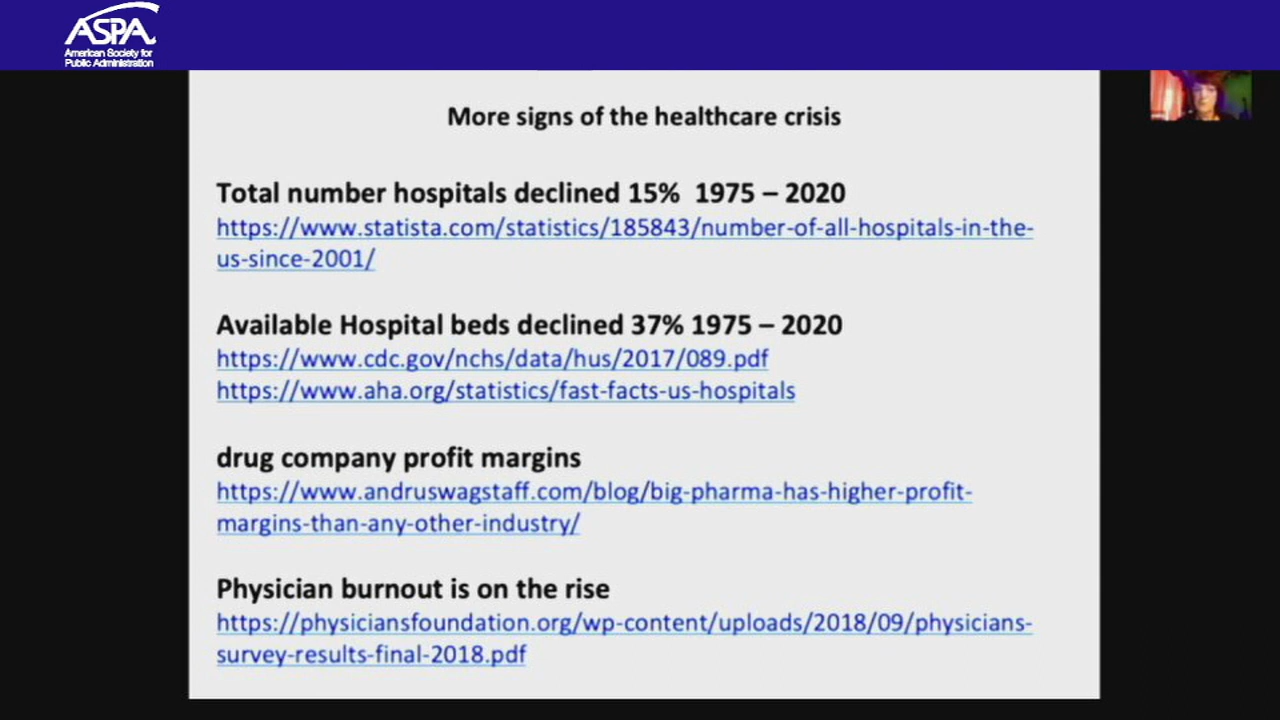 ASPA
American Society for
Public Administration
More signs of the healthcare crisis
Total number hospitals declined 15%  1975 – 2020
https://www.statista.com/statistics/185843/number-of-all-hospitals-in-the-
us-since-2001/
Available Hospital beds declined 37% 1975 – 2020
https://www.cdc.gov/nchs/data/hus/2017/089.pdf
https://www.aha.org/statistics/fast-facts-us-hospitals
drug company profit margins
https://www.andruswagstaff.com/blog/big-pharma-has-higher-profit-
margins-than-any-other-industry/
Physician burnout is on the rise
https://physiciansfoundation.org/wp-content/uploads/2018/09/physicians-
survey-results-final-2018.pdf